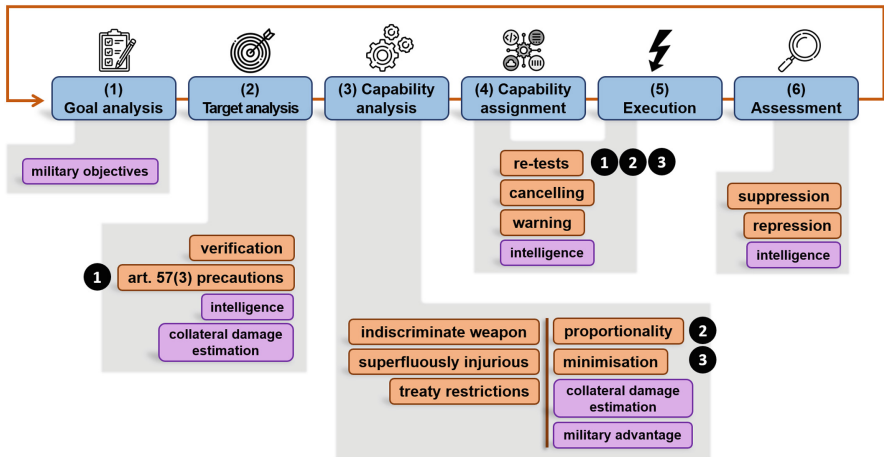 (1)
Goal analysis
(2)
Target analysis
(3) Capability
analysis
(4) Capability
assignment
(5)
Execution
(6)
Assessment
military objectives
verification
1
art. 57(3) precautions
intelligence
collateral damage
estimation
indiscriminate weapon
superfluously injurious
treaty restrictions
proportionality
2
minimisation
3
collateral damage
estimation
military advantage
re-tests
1 2 3
cancelling
warning
intelligence
suppression
repression
intelligence